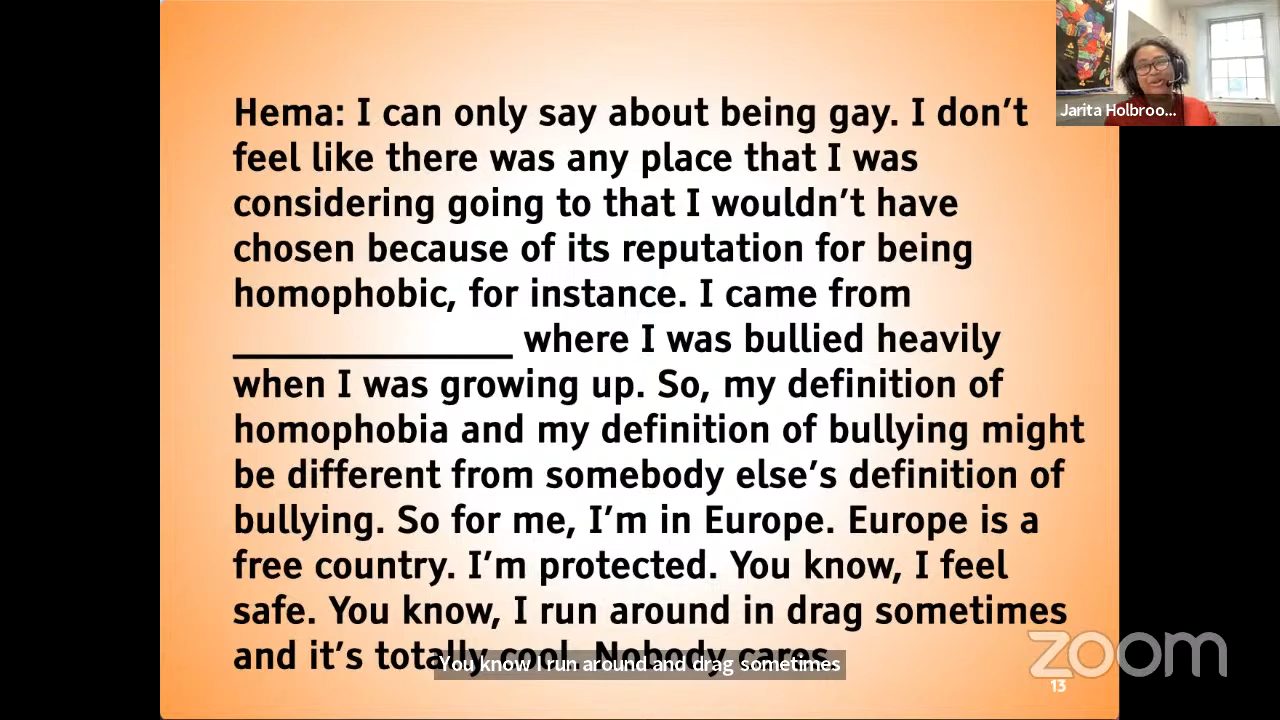 Hema: I can only say about being gay. I don’t
feel like there was any place that I was
considering going to that I wouldn’t have
chosen because of its reputation for being
homophobic, for instance. I came from
______________ where I was bullied heavily
when I was growing up. So, my definition of
homophobia and my definition of bullying might
be different from somebody else’s definition of
bullying. So for me, I’m in Europe. Europe is a
free country. I’m protected. You know, I feel
safe. You know, I run around in drag sometimes
and it’s totally cool. Nobody cares.
You know I run around and drag sometimes
Jarita Holbroo...
zoom
13